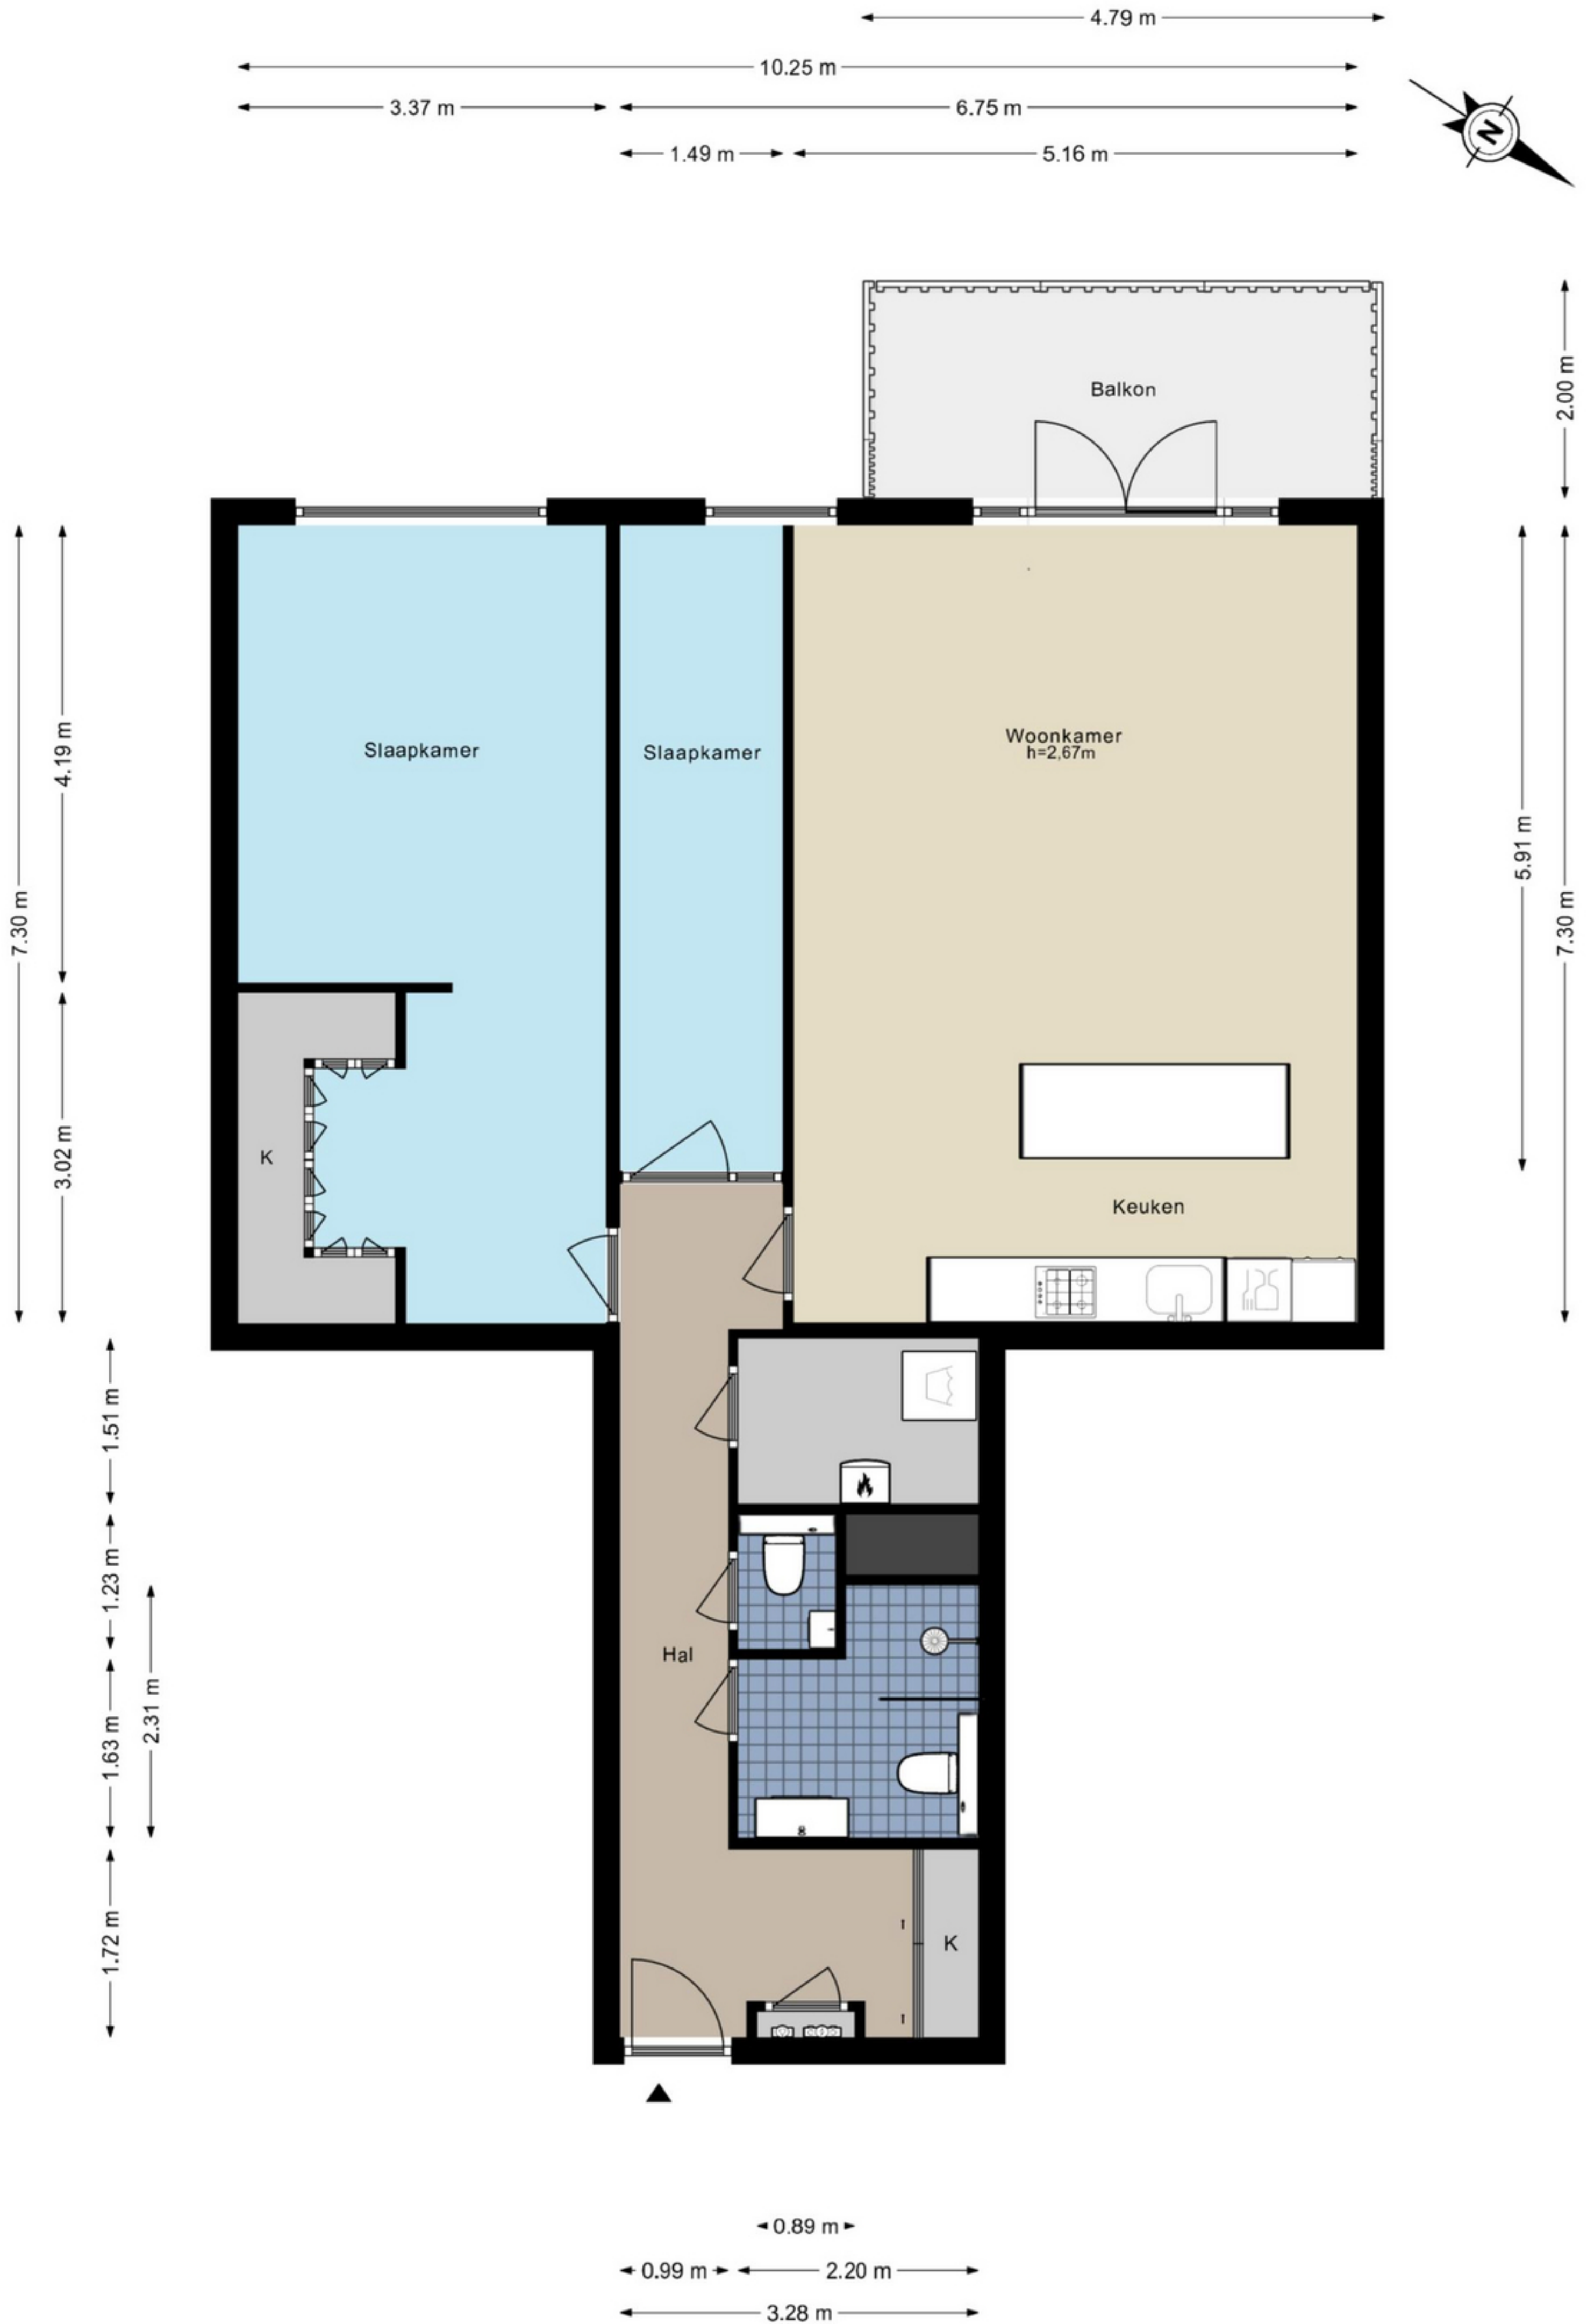 4.79 m
10.25 m
3.37 m
6.75 m
1.49 m
5.16 m
N
2.00 m
Balkon
Slaapkamer
Slaapkamer
Woonkamer
h=2,67m
4.19 m
7.30 m
5.91 m
7.30 m
3.02 m
K
Keuken
1.51 m
1.23 m
Hal
1.63 m
2.31 m
1.72 m
K
0.89 m
0.99 m
2.20 m
3.28 m